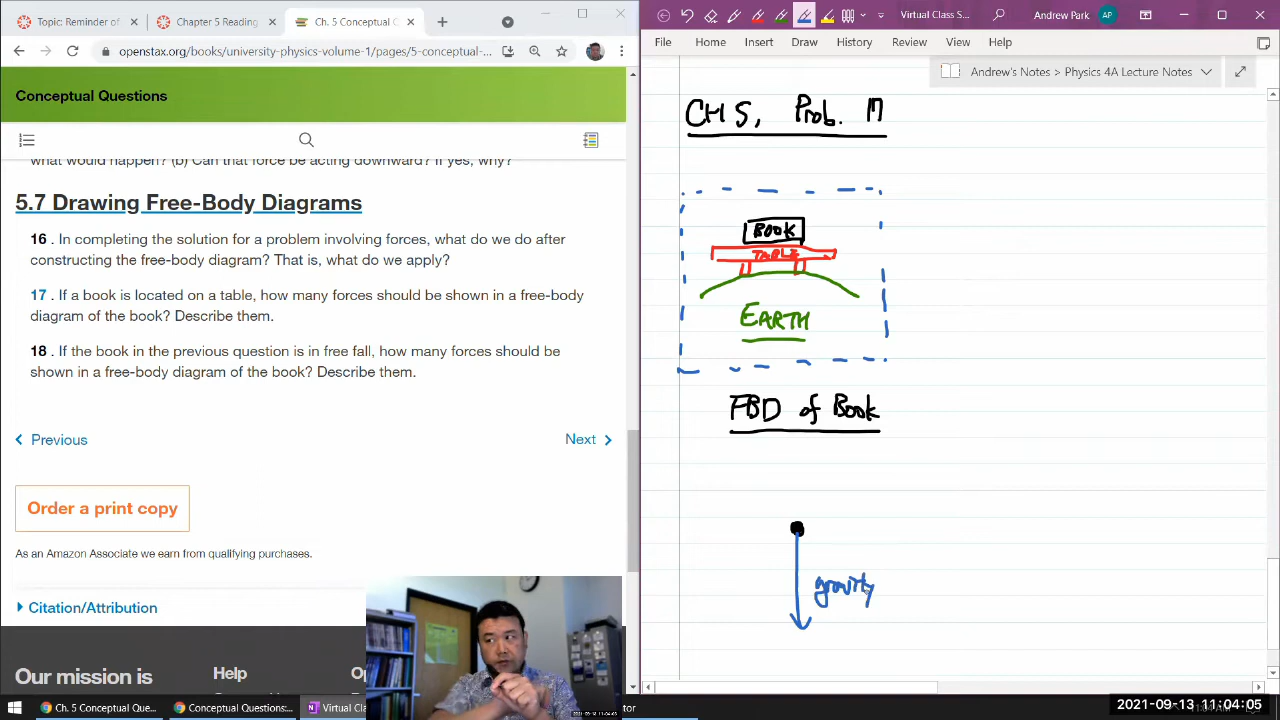 Topic: Reminds of
Chapter 5 Reading
Ch. 5 Conceptual C
openstax.org/books/university-physics-volume-1/pages/5-conceptual-...
Conceptual Questions
what would happen? (b) Can that force be acting downward? If yes, why?
5.7 Drawing Free-Body Diagrams
16 . In completing the solution for a problem involving forces, what do we do after
constructing the free-body diagram? That is, what do we apply?
17 . If a book is located on a table, how many forces should be shown in a free-body
diagram of the book? Describe them.
18 . If the book in the previous question is in free fall, how many forces should be
shown in a free-body diagram of the book? Describe them.
Previous
Next
Order a print copy
As an Amazon Associate we earn from qualifying purchases.
Citation/Attribution
Our mission is
Help
Ch. 5 Conceptual Que...
Conceptual Questions:...
Virtual Class
Virtual Class S...
Andrew Park
AP
File
Home
Insert
Draw
History
Review
View
Help
Andrew's Notes > Physics 4A Lecture Notes
CH 5, Prob. 17
BOOK
TABLE
EARTH
FBD of Book
gravity
2021-09-13 11:04:05